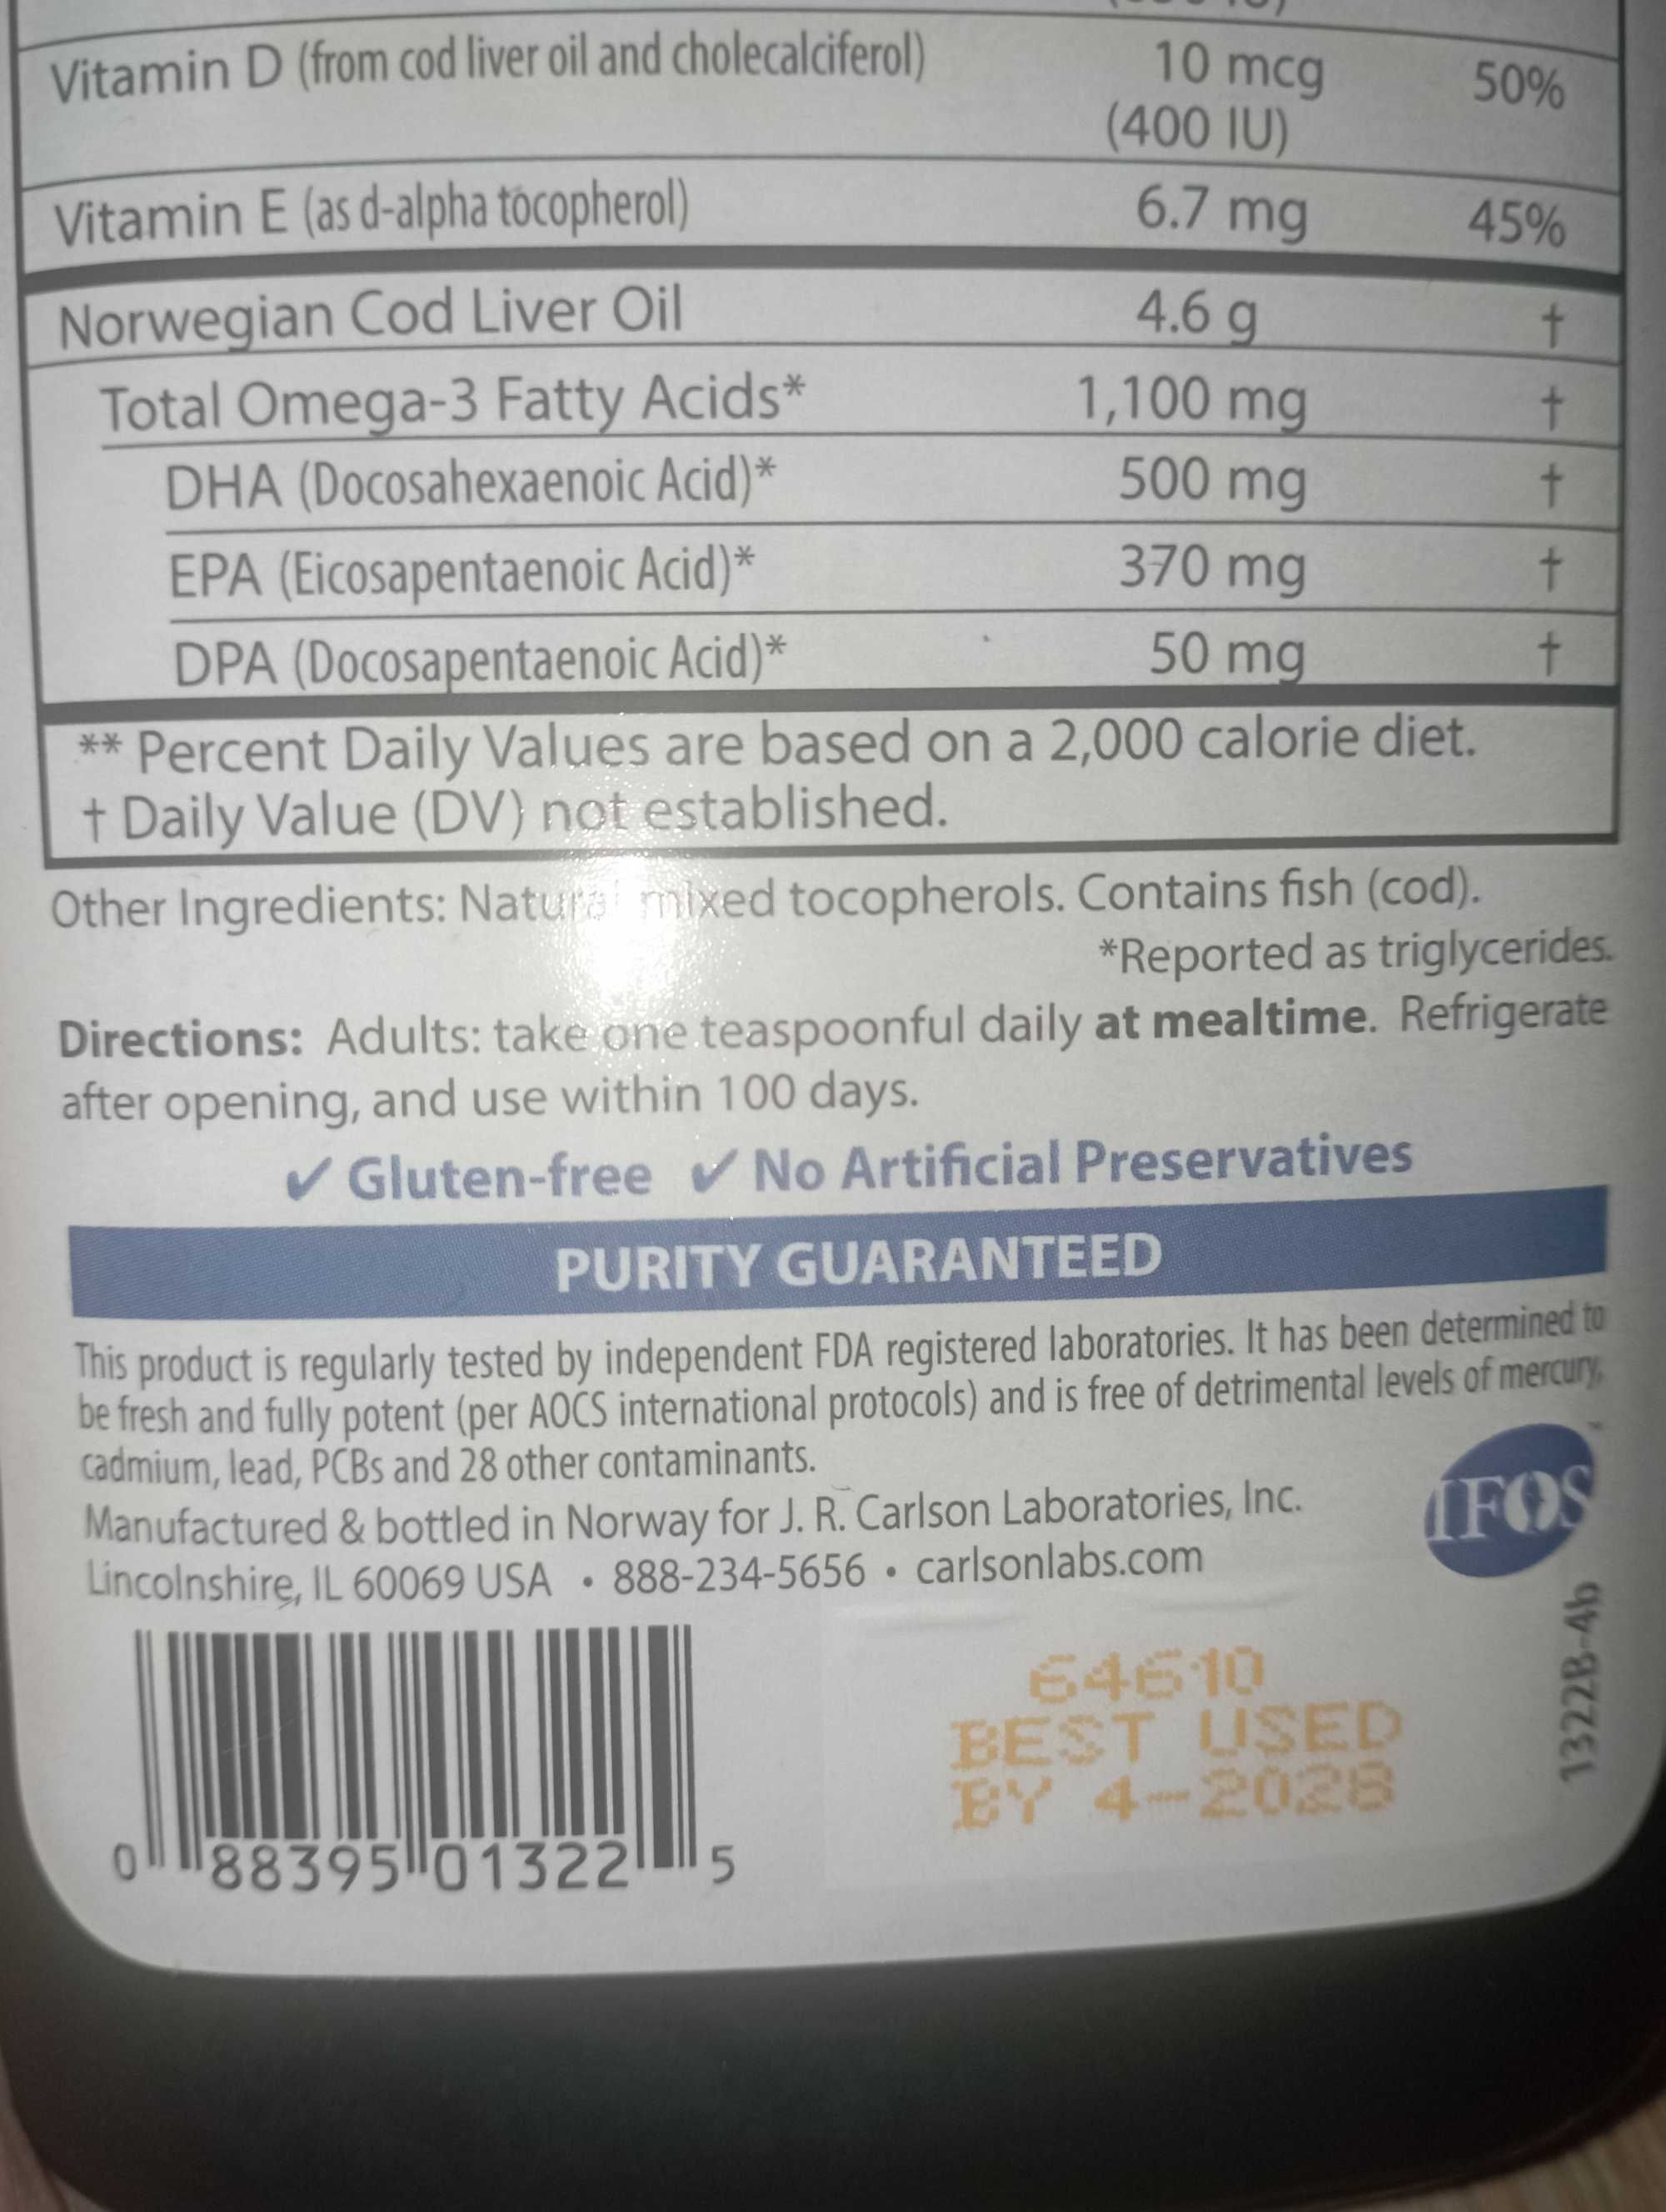 Vitamin D (from cod liver oil and cholecalciferol) 10 mcg 50%
(400 IU)
Vitamin E (as d-alpha tocopherol) 6.7 mg 45%
Norwegian Cod Liver Oil 4.6 g †
Total Omega-3 Fatty Acids* 1,100 mg †
DHA (Docosahexaenoic Acid)* 500 mg †
EPA (Eicosapentaenoic Acid)* 370 mg †
DPA (Docosapentaenoic Acid)* 50 mg †
** Percent Daily Values are based on a 2,000 calorie diet.
† Daily Value (DV) not established.
Other Ingredients: Natural mixed tocopherols. Contains fish (cod).
*Reported as triglycerides.
Directions: Adults: take one teaspoonful daily at mealtime. Refrigerate
after opening, and use within 100 days.
✔ Gluten-free ✔ No Artificial Preservatives
PURITY GUARANTEED
This product is regularly tested by independent FDA registered laboratories. It has been determined to
be fresh and fully potent (per AOCS international protocols) and is free of detrimental levels of mercury,
cadmium, lead, PCBs and 28 other contaminants.
Manufactured & bottled in Norway for J. R. Carlson Laboratories, Inc.
Lincolnshire, IL 60069 USA • 888-234-5656 • carlsonlabs.com
IFOS
1322B-4b
64610
BEST USED
BY 4-2028
0 88395 01322 5